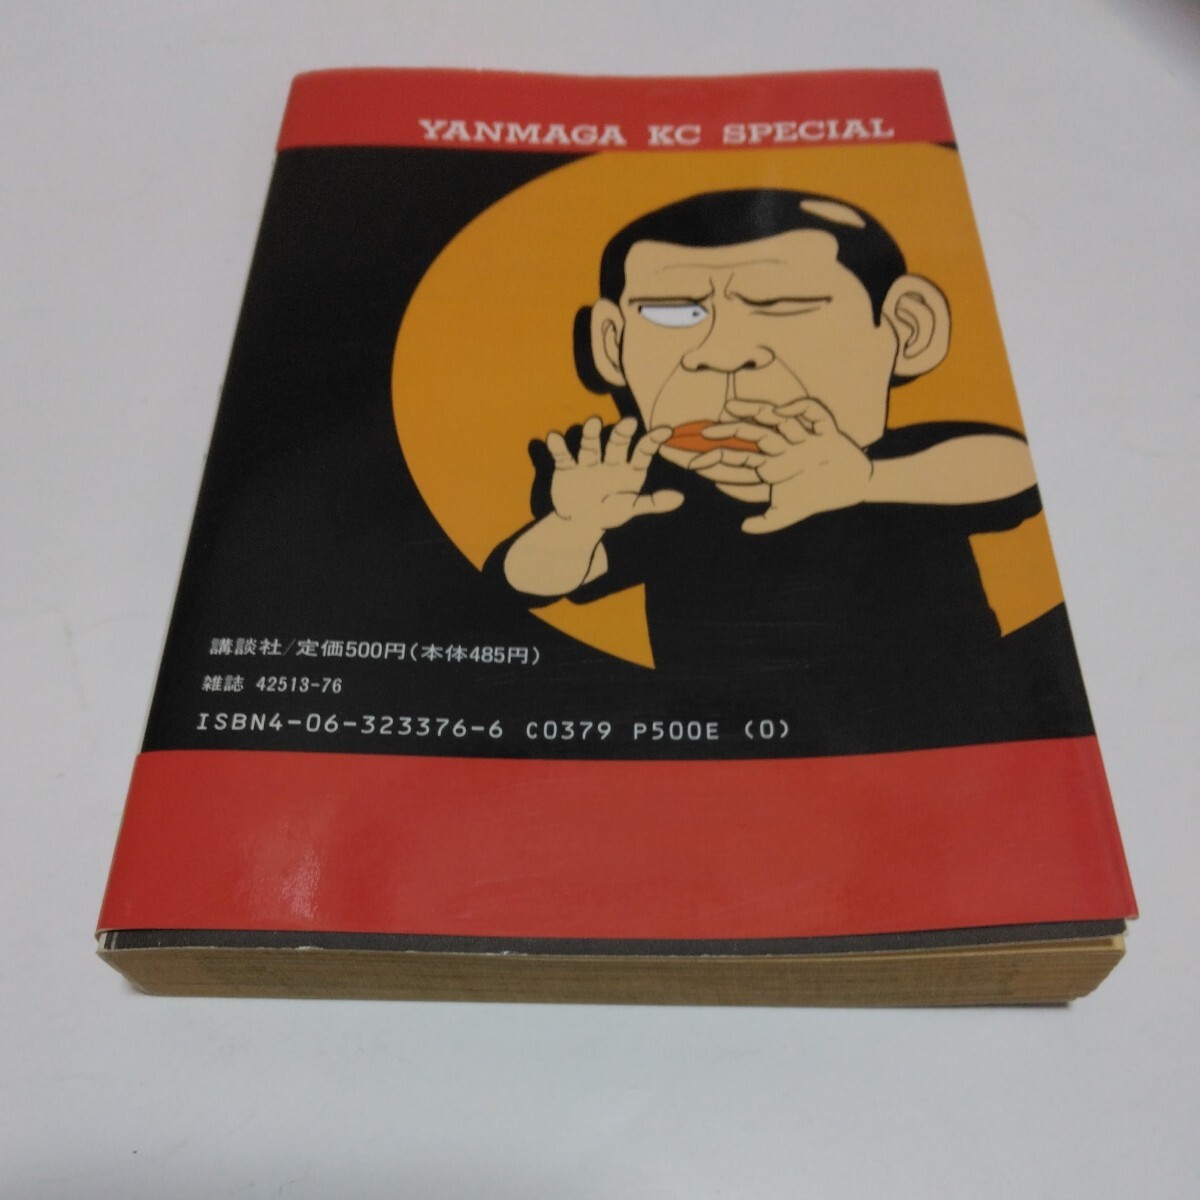 YANMAGA KC SPECIAL
講談社/定価500円(本体485円)
雑誌 42513-76
ISBN4-06-323376-6 C0379 P500E (0)